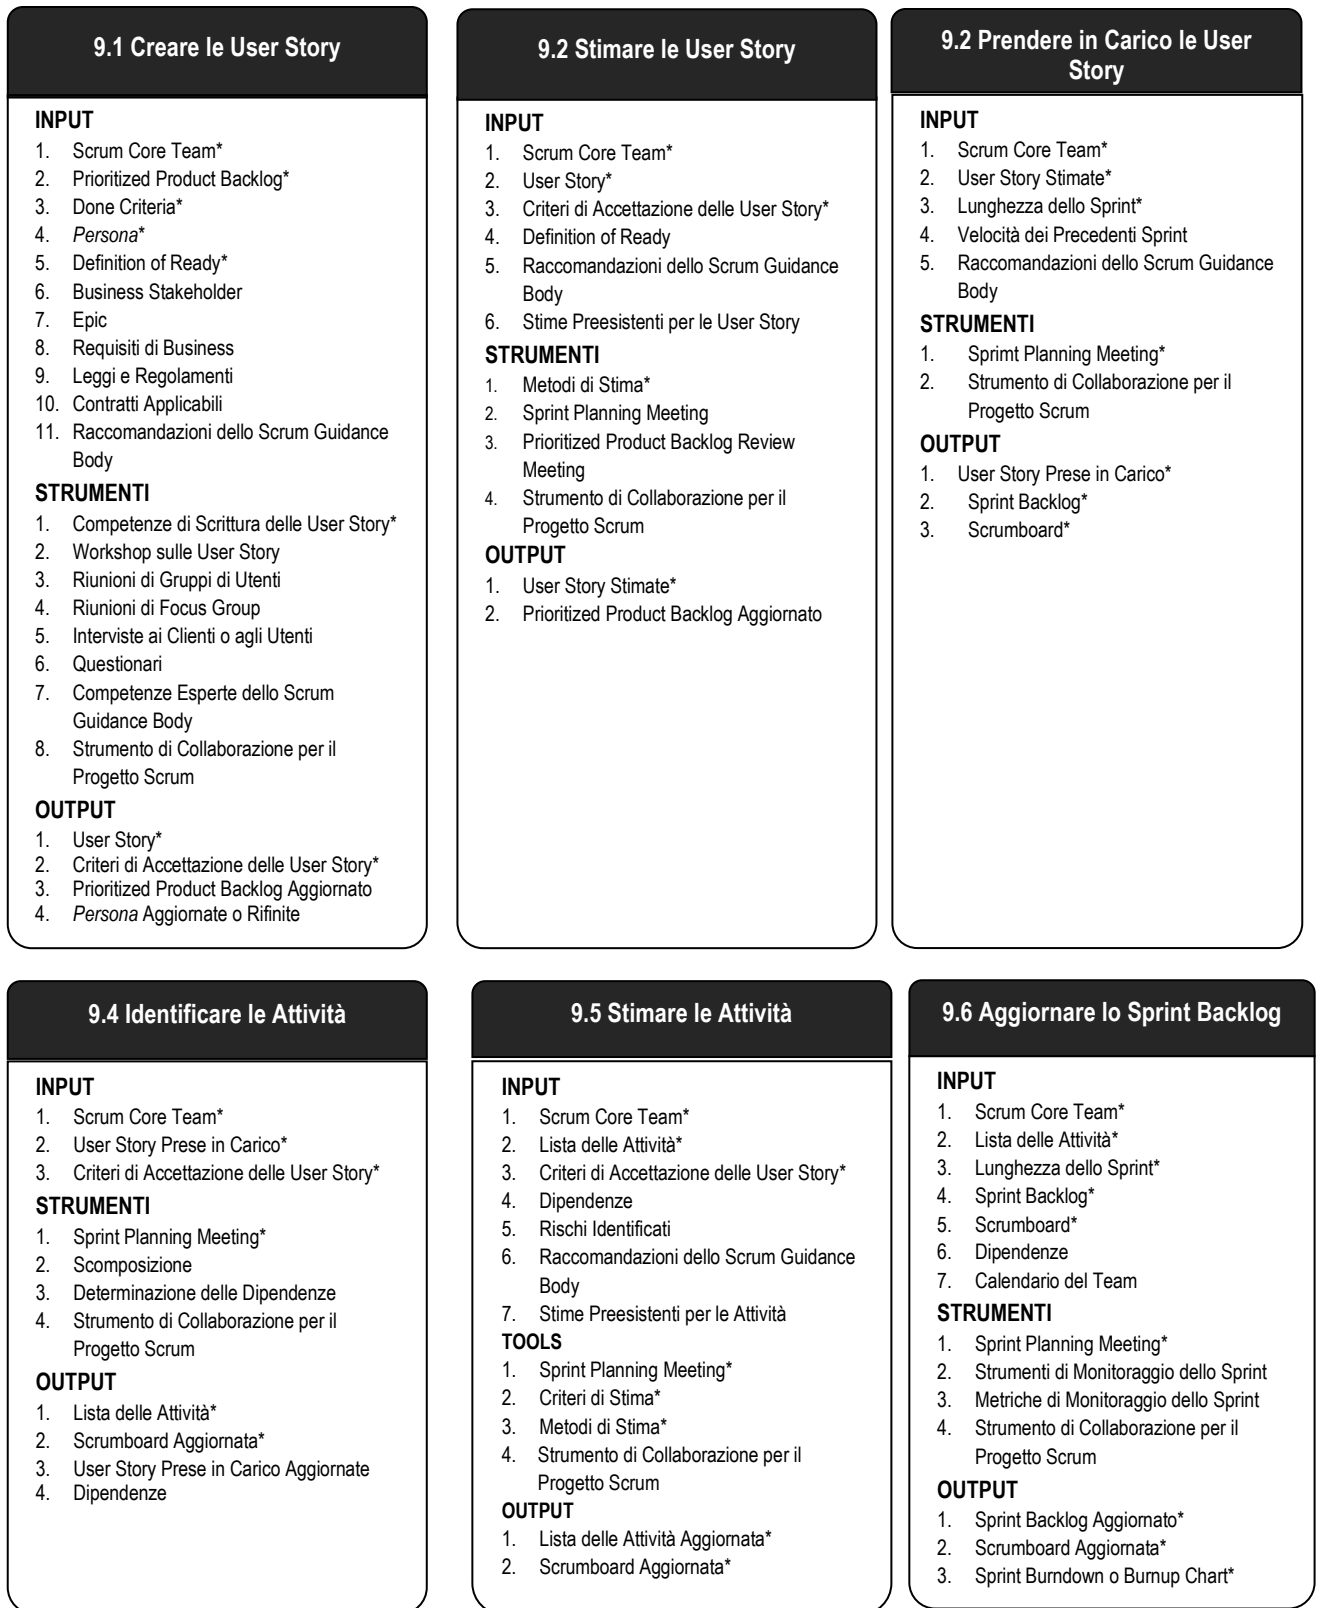 9.1 Creare le User Story
INPUT
1. Scrum Core Team*
2. Prioritized Product Backlog*
3. Done Criteria*
4. Persona*
5. Definition of Ready*
6. Business Stakeholder
7. Epic
8. Requisiti di Business
9. Leggi e Regolamenti
10. Contratti Applicabili
11. Raccomandazioni dello Scrum Guidance
Body
STRUMENTI
1. Competenze di Scrittura delle User Story*
2. Workshop sulle User Story
3. Riunioni di Gruppi di Utenti
4. Riunioni di Focus Group
5. Interviste ai Clienti o agli Utenti
6. Questionari
7. Competenze Esperte dello Scrum
Guidance Body
8. Strumento di Collaborazione per il
Progetto Scrum
OUTPUT
1. User Story*
2. Criteri di Accettazione delle User Story*
3. Prioritized Product Backlog Aggiornato
4. Persona Aggiornate o Rifinite
9.2 Stimare le User Story
INPUT
1. Scrum Core Team*
2. User Story*
3. Criteri di Accettazione delle User Story*
4. Definition of Ready
5. Raccomandazioni dello Scrum Guidance
Body
6. Stime Preesistenti per le User Story
STRUMENTI
1. Metodi di Stima*
2. Sprint Planning Meeting
3. Prioritized Product Backlog Review
Meeting
4. Strumento di Collaborazione per il
Progetto Scrum
OUTPUT
1. User Story Stimate*
2. Prioritized Product Backlog Aggiornato
9.2 Prendere in Carico le User
Story
INPUT
1. Scrum Core Team*
2. User Story Stimate*
3. Lunghezza dello Sprint*
4. Velocità dei Precedenti Sprint
5. Raccomandazioni dello Scrum Guidance
Body
STRUMENTI
1. Sprimt Planning Meeting*
2. Strumento di Collaborazione per il
Progetto Scrum
OUTPUT
1. User Story Prese in Carico*
2. Sprint Backlog*
3. Scrumboard*
9.4 Identificare le Attività
INPUT
1. Scrum Core Team*
2. User Story Prese in Carico*
3. Criteri di Accettazione delle User Story*
STRUMENTI
1. Sprint Planning Meeting*
2. Scomposizione
3. Determinazione delle Dipendenze
4. Strumento di Collaborazione per il
Progetto Scrum
OUTPUT
1. Lista delle Attività*
2. Scrumboard Aggiornata*
3. User Story Prese in Carico Aggiornate
4. Dipendenze
9.5 Stimare le Attività
INPUT
1. Scrum Core Team*
2. Lista delle Attività*
3. Criteri di Accettazione delle User Story*
4. Dipendenze
5. Rischi Identificati
6. Raccomandazioni dello Scrum Guidance
Body
7. Stime Preesistenti per le Attività
TOOLS
1. Sprint Planning Meeting*
2. Criteri di Stima*
3. Metodi di Stima*
4. Strumento di Collaborazione per il
Progetto Scrum
OUTPUT
1. Lista delle Attività Aggiornata*
2. Scrumboard Aggiornata*
9.6 Aggiornare lo Sprint Backlog
INPUT
1. Scrum Core Team*
2. Lista delle Attività*
3. Lunghezza dello Sprint*
4. Sprint Backlog*
5. Scrumboard*
6. Dipendenze
7. Calendario del Team
STRUMENTI
1. Sprint Planning Meeting*
2. Strumenti di Monitoraggio dello Sprint
3. Metriche di Monitoraggio dello Sprint
4. Strumento di Collaborazione per il
Progetto Scrum
OUTPUT
1. Sprint Backlog Aggiornato*
2. Scrumboard Aggiornata*
3. Sprint Burndown o Burnup Chart*